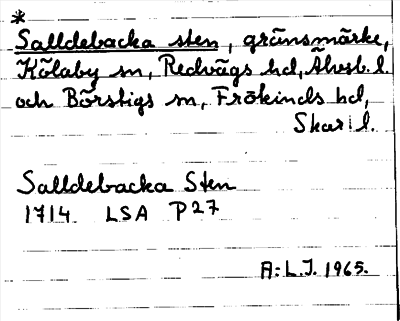 *
Salldebacka sten, gränsmärke,
Kölaby sn, Redvägs hd, Älvsb. l.
och Börstigs sn, Frökinds hd,
Skar. l.
Salldebacka Sten
1714 LSA P27
A: L.J. 1965.